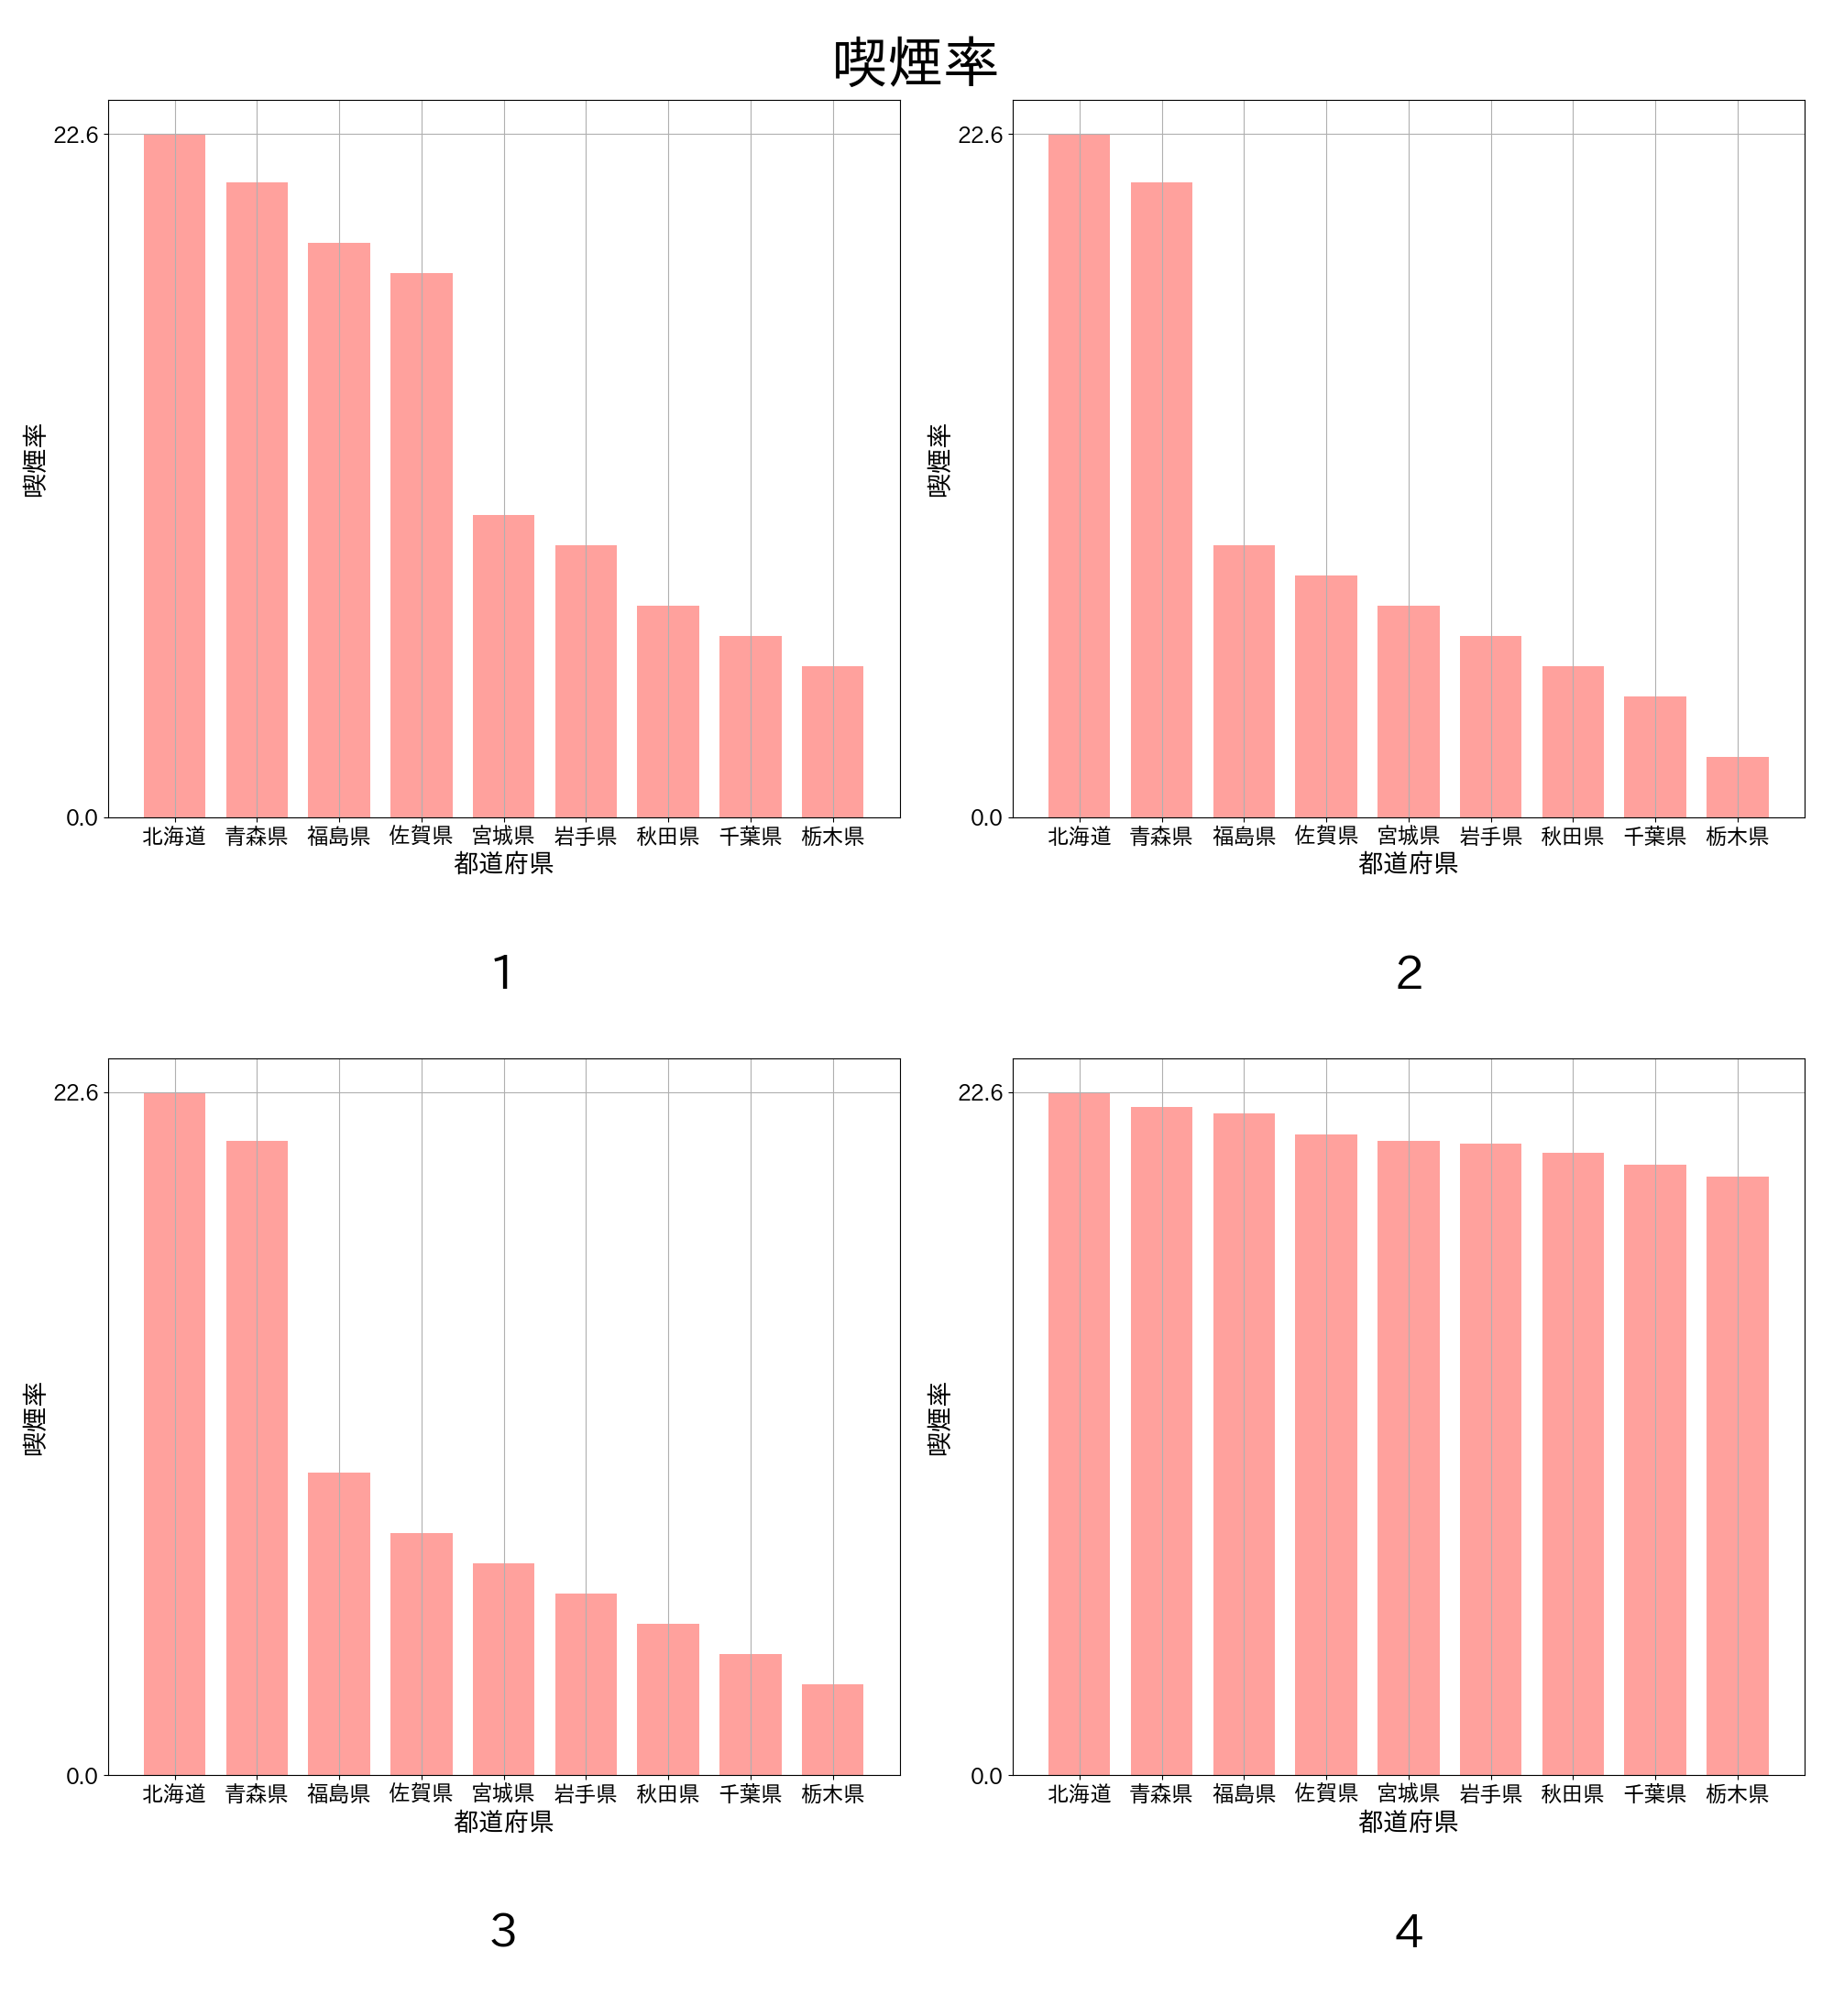 喫煙率
22.6
0.0
喫煙率
北海道 青森県 福島県 佐賀県 宮城県 岩手県 秋田県 千葉県 栃木県
都道府県
1
22.6
0.0
喫煙率
北海道 青森県 福島県 佐賀県 宮城県 岩手県 秋田県 千葉県 栃木県
都道府県
2
22.6
0.0
喫煙率
北海道 青森県 福島県 佐賀県 宮城県 岩手県 秋田県 千葉県 栃木県
都道府県
3
22.6
0.0
喫煙率
北海道 青森県 福島県 佐賀県 宮城県 岩手県 秋田県 千葉県 栃木県
都道府県
4